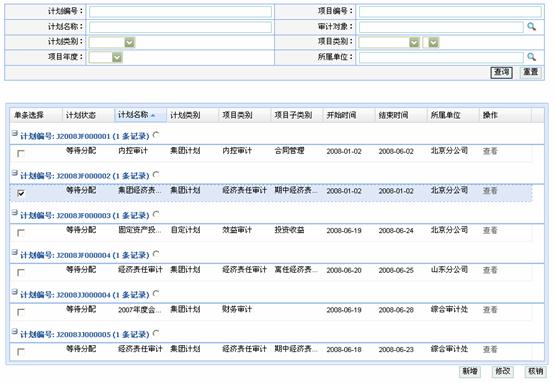 计划编号: 项目编号:
计划名称: 审计对象:
计划类别: 项目类别:
项目年度: 所属单位:
查询 重置
单条选择 计划状态 计划名称 计划类别 项目类别 项目子类别 开始时间 结束时间 所属单位 操作
计划编号: J2008JF000001 (1 条记录)
等待分配 内控审计 集团计划 内控审计 合同管理 2008-01-02 2008-06-02 北京分公司 查看
计划编号: J2008JF000002 (1 条记录)
等待分配 集团经济责... 集团计划 经济责任审计 期中经济责... 2008-01-02 2008-01-02 北京分公司 查看
计划编号: J2008JF000003 (1 条记录)
等待分配 固定资产投... 自定计划 效益审计 投资收益 2008-06-19 2008-06-24 北京分公司 查看
计划编号: J2008JF000004 (1 条记录)
等待分配 经济责任审计 集团计划 经济责任审计 离任经济责... 2008-06-20 2008-06-25 山东分公司 查看
计划编号: J2008JJ000004 (1 条记录)
等待分配 2007年度会... 集团计划 财务审计 2008-06-19 2008-06-28 综合审计处 查看
计划编号: J2008JJ000005 (1 条记录)
等待分配 经济责任审计 集团计划 经济责任审计 期中经济责... 2008-06-18 2008-06-23 综合审计处 查看
新增 修改 核销